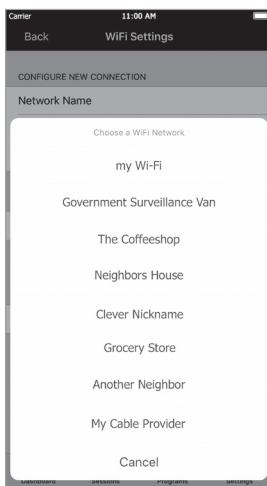 Carrier 11:00 AM
Back WiFi Settings
CONFIGURE NEW CONNECTION
Network Name
Choose a WiFi Network
my Wi-Fi
Government Surveillance Van
The Coffeeshop
Neighbors House
Clever Nickname
Grocery Store
Another Neighbor
My Cable Provider
Cancel
Dashboard Sessions Programs Settings